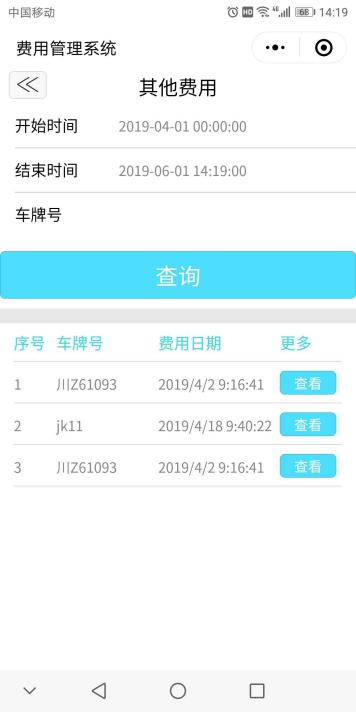 中国移动 HD 4G 68 14:19
费用管理系统
其他费用
开始时间 2019-04-01 00:00:00
结束时间 2019-06-01 14:19:00
车牌号
查询
序号 车牌号 费用日期 更多
1 川Z61093 2019/4/2 9:16:41 查看
2 jk11 2019/4/18 9:40:22 查看
3 川Z61093 2019/4/2 9:16:41 查看